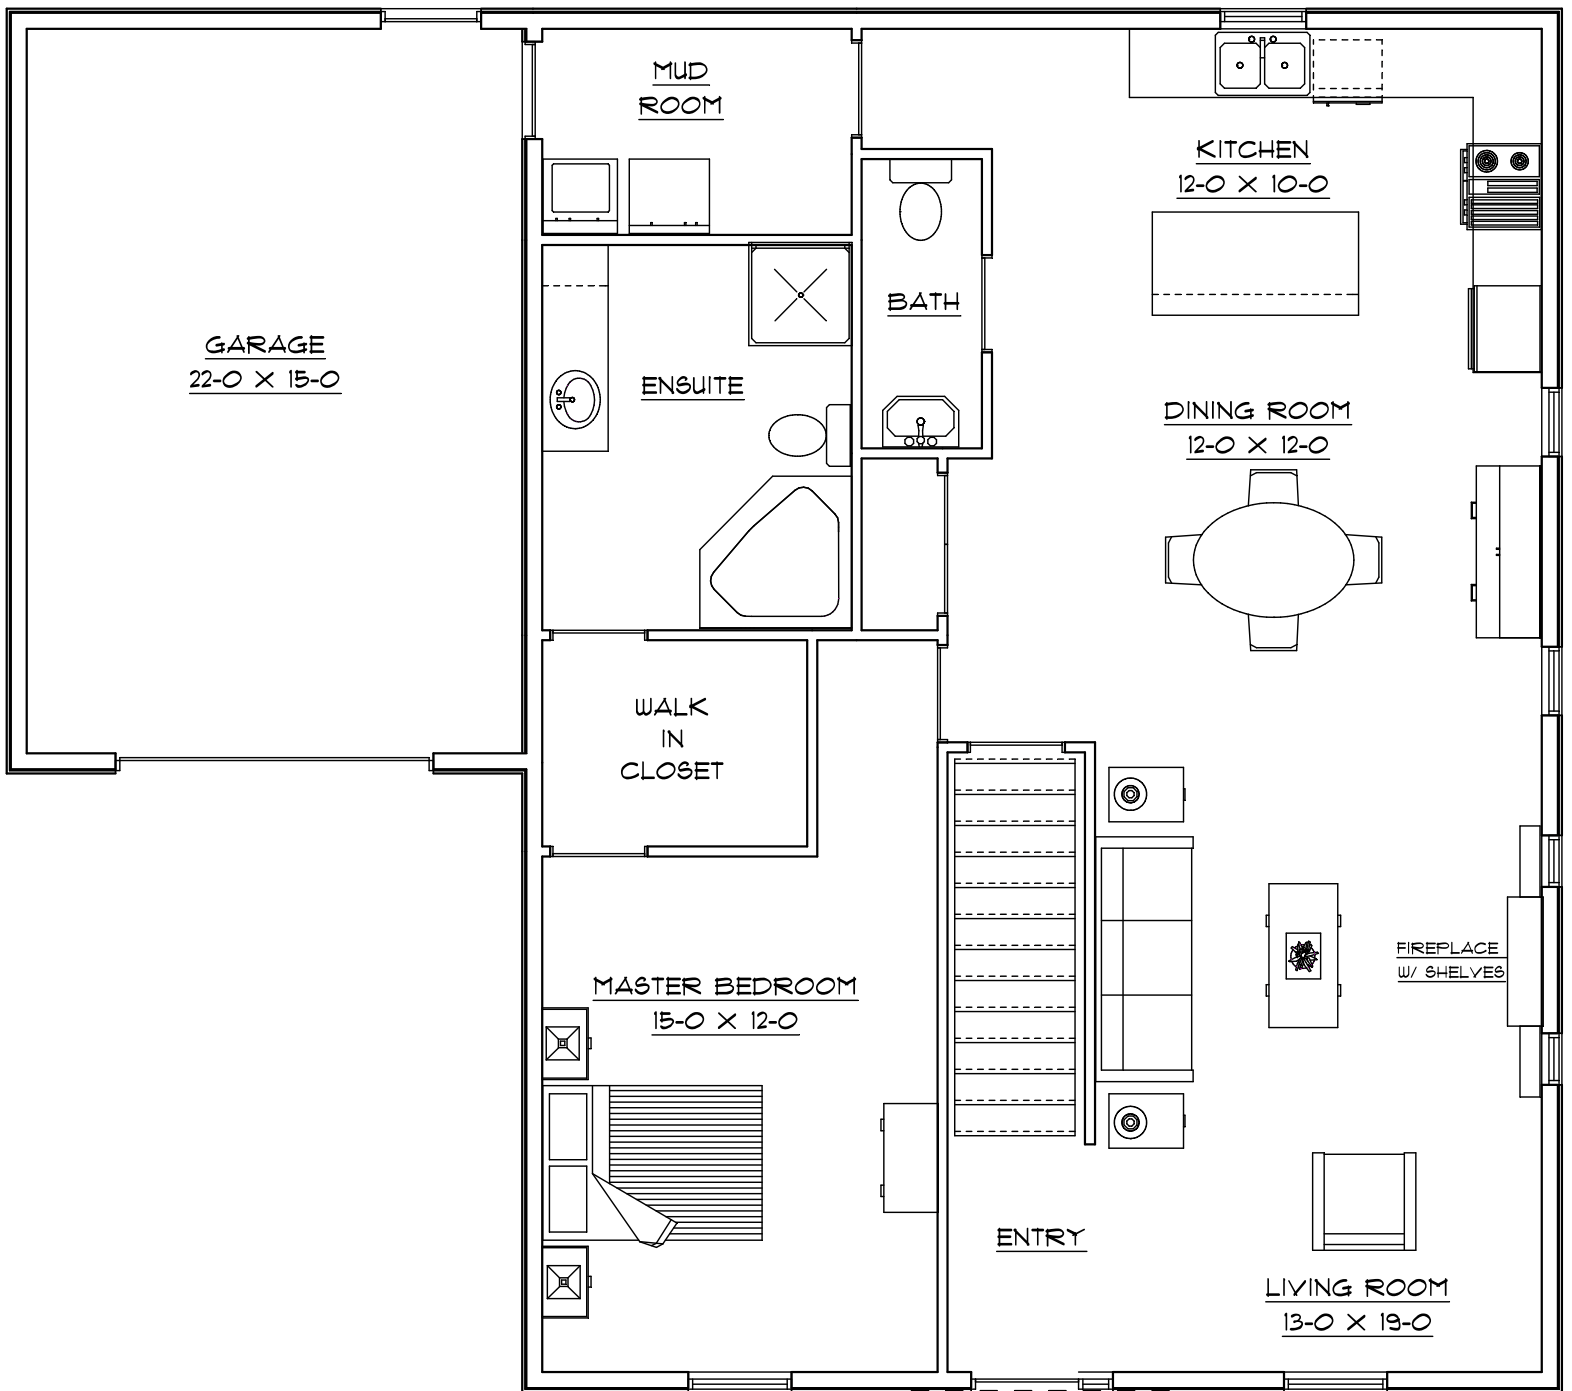 MUD
ROOM
KITCHEN
12-0 X 10-0
BATH
GARAGE
22-0 X 15-0
ENSUITE
DINING ROOM
12-0 X 12-0
WALK
IN
CLOSET
FIREPLACE
W/ SHELVES
MASTER BEDROOM
15-0 X 12-0
ENTRY
LIVING ROOM
13-0 X 19-0